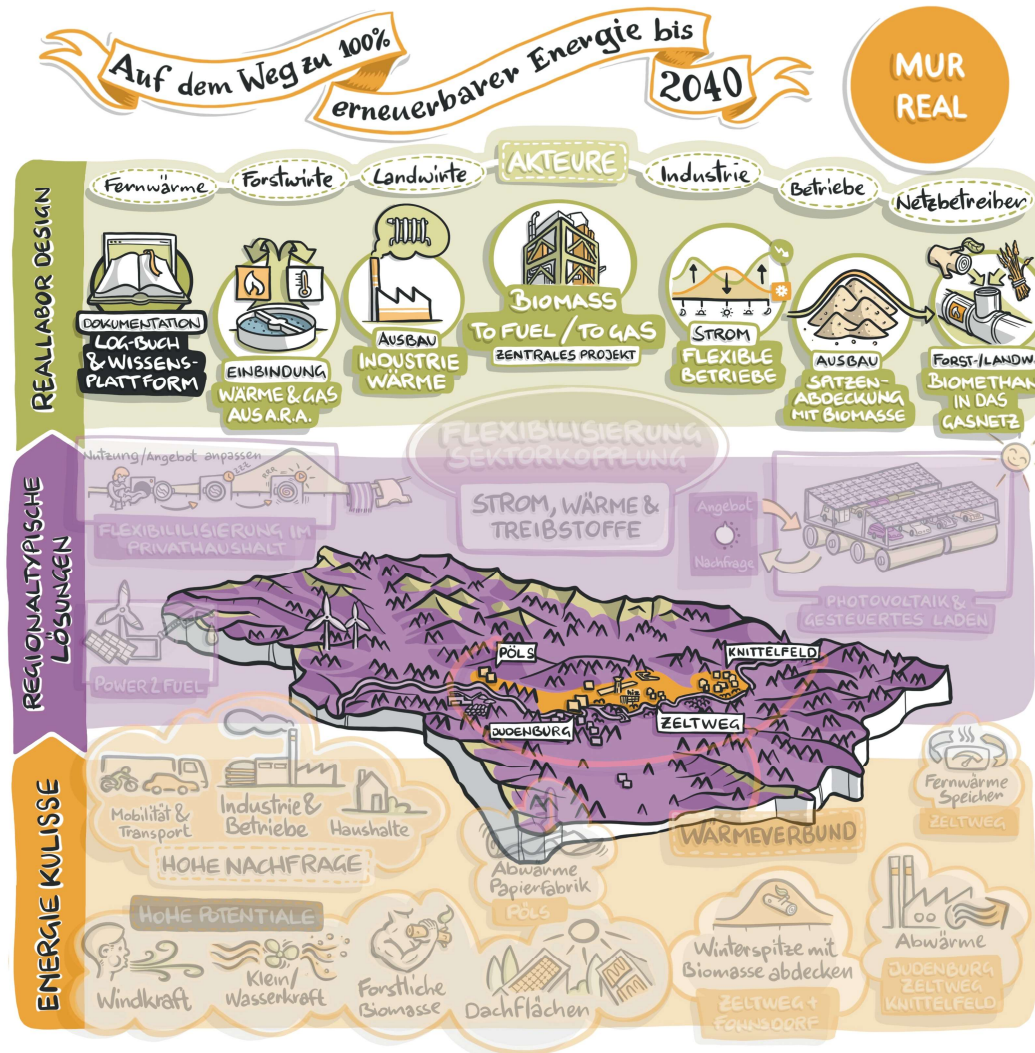 Auf dem Weg zu 100%
erneuerbarer Energie bis
2040
MUR
REAL
REALLABOR DESIGN
AKTEURE
Fernwärme
Forstwirte
Landwirte
Industrie
Betriebe
Netzbetreiber
DOKUMENTATION
LOG-BUCH
& WISSENS-
PLATTFORM
EINBINDUNG
WÄRME & GAS
AUS A.R.A.
AUSBAU
INDUSTRIE
WÄRME
BIOMASS
TO FUEL / TO GAS
ZENTRALES PROJEKT
STROM
FLEXIBLE
BETRIEBE
AUSBAU
SPITZEN-
ABDECKUNG
MIT BIOMASSE
FORST-/LANDW.
BIOMETHAN
IN DAS
GASNETZ
REGIONALTYPISCHE
LÖSUNGEN
FLEXIBILISIERUNG
SEKTORKOPPLUNG
STROM, WÄRME &
TREIBSTOFFE
Nutzung/Angebot anpassen
ZZZ
RRR
FLEXIBILILISIERUNG IM
PRIVATHAUSHALT
Angebot
Nachfrage
PHOTOVOLTAIK &
GESTEUERTES LADEN
POWER 2 FUEL
PÖLS
KNITTELFELD
JUDENBURG
ZELTWEG
ENERGIE KULISSE
Mobilität &
Transport
Industrie &
Betriebe
Haushalte
HOHE NACHFRAGE
HOHE POTENTIALE
Windkraft
Klein/
Wasserkraft
Forstliche
Biomasse
Dachflächen
Abwärme
Papierfabrik
PÖLS
WÄRMEVERBUND
Fernwärme
Speicher
ZELTWEG
Winterspitze mit
Biomasse abdecken
ZELTWEG +
FOHNSDORF
Abwärme
JUDENBURG
ZELTWEG
KNITTELFELD